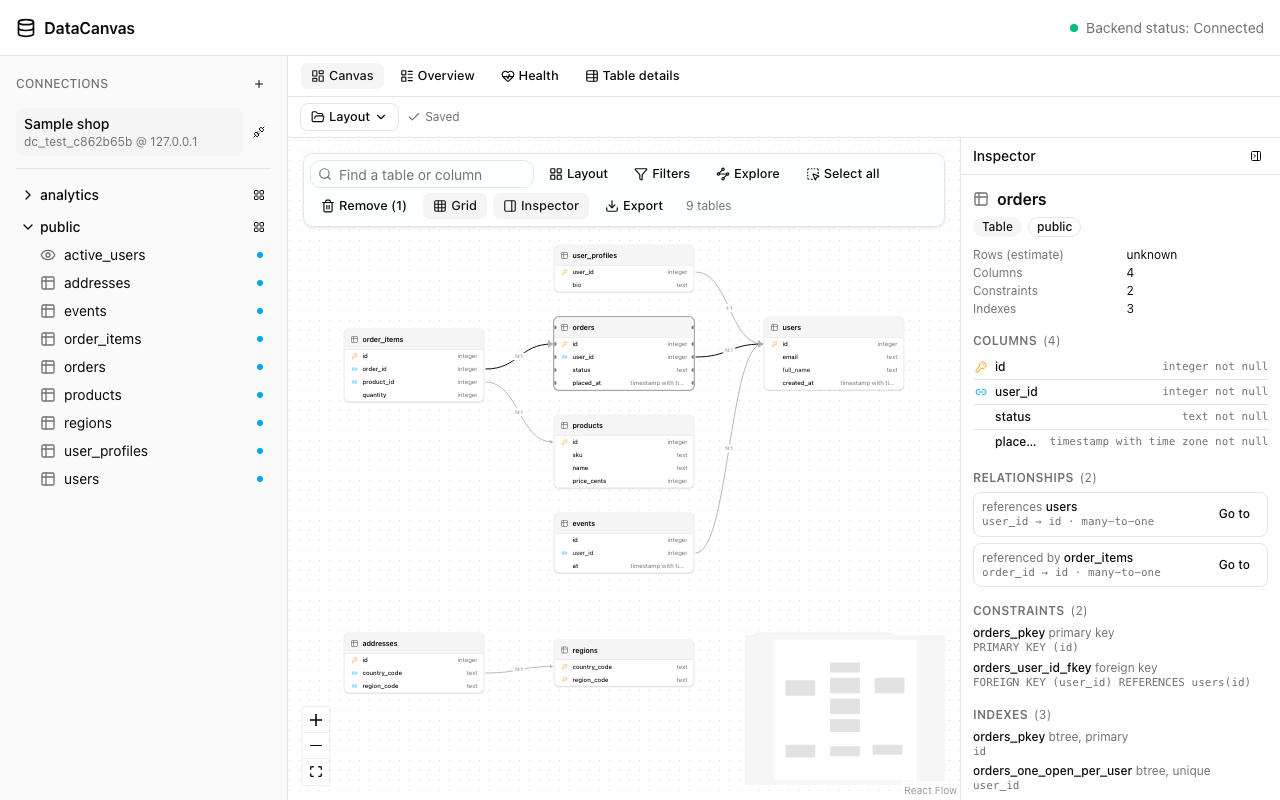 DataCanvas
Backend status: Connected
CONNECTIONS
Sample shop
dc_test_c862b65b @ 127.0.0.1
analytics
public
active_users
addresses
events
order_items
orders
products
regions
user_profiles
users
Canvas
Overview
Health
Table details
Layout
Saved
Find a table or column
Layout
Filters
Explore
Select all
Remove (1)
Grid
Inspector
Export
9 tables
user_profiles
user_id integer
bio text
order_items
id integer
order_id integer
product_id integer
quantity integer
orders
id integer
user_id integer
status text
placed_at timestamp with ti...
users
id integer
email text
full_name text
created_at timestamp with ti...
products
id integer
sku text
name text
price_cents integer
events
id integer
user_id integer
at timestamp with ti...
addresses
id integer
country_code text
region_code text
regions
country_code text
region_code text
React Flow
Inspector
orders
Table public
Rows (estimate) unknown
Columns 4
Constraints 2
Indexes 3
COLUMNS (4)
id integer not null
user_id integer not null
status text not null
place... timestamp with time zone not null
RELATIONSHIPS (2)
references users
user_id → id · many-to-one
Go to
referenced by order_items
order_id → id · many-to-one
Go to
CONSTRAINTS (2)
orders_pkey primary key
PRIMARY KEY (id)
orders_user_id_fkey foreign key
FOREIGN KEY (user_id) REFERENCES users(id)
INDEXES (3)
orders_pkey btree, primary
id
orders_one_open_per_user btree, unique
user_id